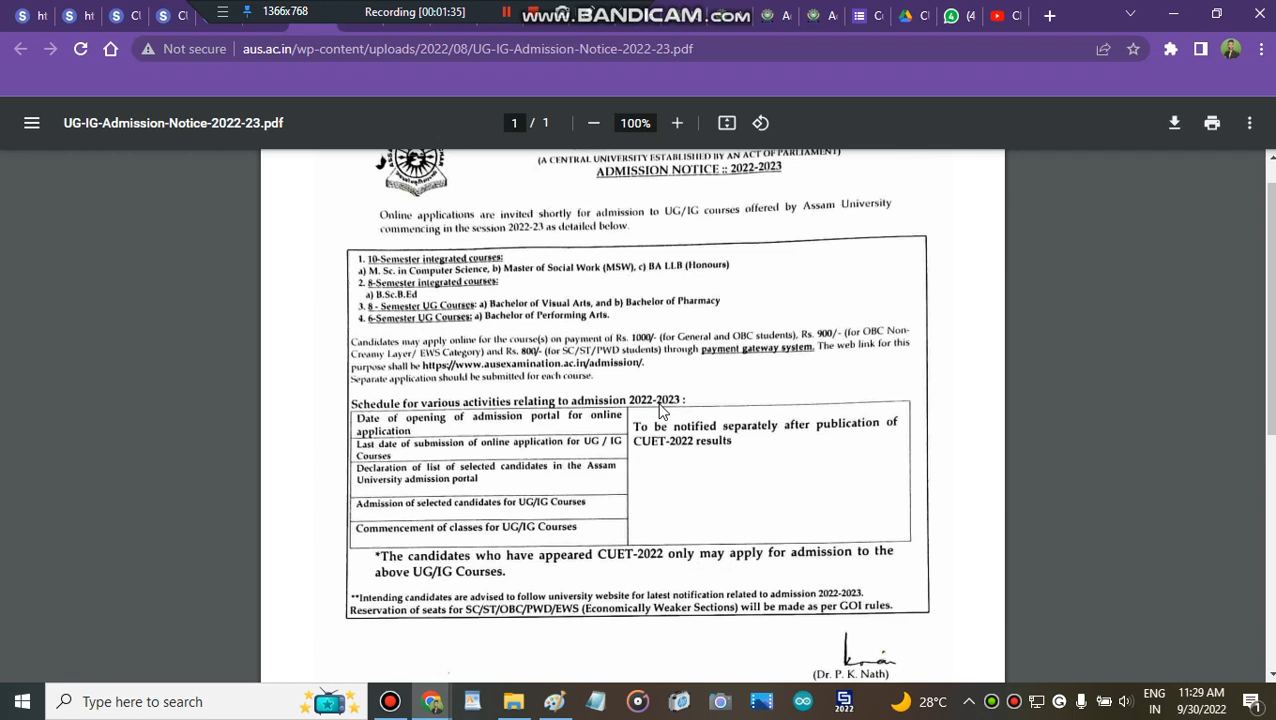 1366x768
Recording [00:01:35]
www.BANDICAM.com
Not secure aus.ac.in/wp-content/uploads/2022/08/UG-IG-Admission-Notice-2022-23.pdf
UG-IG-Admission-Notice-2022-23.pdf
1 / 1
100%
(A CENTRAL UNIVERSITY ESTABLISHED BY AN ACT OF PARLIAMENT)
ADMISSION NOTICE :: 2022-2023
Online applications are invited shortly for admission to UG/IG courses offered by Assam University
commencing in the session 2022-23 as detailed below.
1. 10-Semester integrated courses:
a) M. Sc. in Computer Science, b) Master of Social Work (MSW), c) BA LLB (Honours)
2. 8-Semester integrated courses:
a) B.Sc.B.Ed
3. 8 - Semester UG Courses: a) Bachelor of Visual Arts, and b) Bachelor of Pharmacy
4. 6-Semester UG Courses: a) Bachelor of Performing Arts.
Candidates may apply online for the course(s) on payment of Rs. 1000/- (for General and OBC students), Rs. 900/- (for OBC Non-
Creamy Layer/ EWS Category) and Rs. 800/- (for SC/ST/PWD students) through payment gateway system. The web link for this
purpose shall be https://www.ausexamination.ac.in/admission/.
Separate application should be submitted for each course.
Schedule for various activities relating to admission 2022-2023 :
Date of opening of admission portal for online
application
Last date of submission of online application for UG / IG
Courses
Declaration of list of selected candidates in the Assam
University admission portal
Admission of selected candidates for UG/IG Courses
Commencement of classes for UG/IG Courses
To be notified separately after publication of
CUET-2022 results
*The candidates who have appeared CUET-2022 only may apply for admission to the
above UG/IG Courses.
**Intending candidates are advised to follow university website for latest notification related to admission 2022-2023.
Reservation of seats for SC/ST/OBC/PWD/EWS (Economically Weaker Sections) will be made as per GOI rules.
(Dr. P. K. Nath)
Type here to search
2022
28°C
ENG
IN
11:29 AM
9/30/2022
1